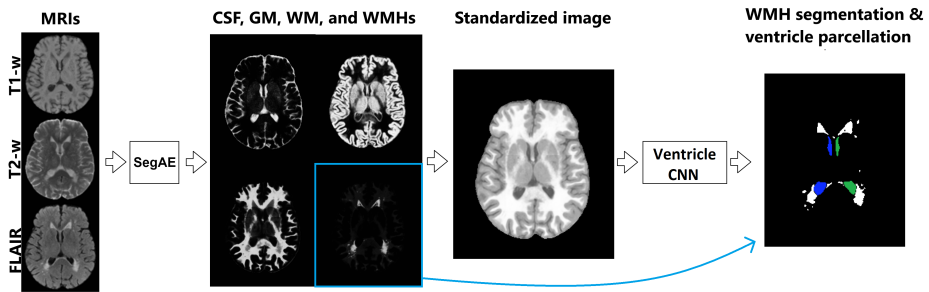 MRIs
T1-w
T2-w
FLAIR
SegAE
CSF, GM, WM, and WMHs
Standardized image
Ventricle
CNN
WMH segmentation &
ventricle parcellation